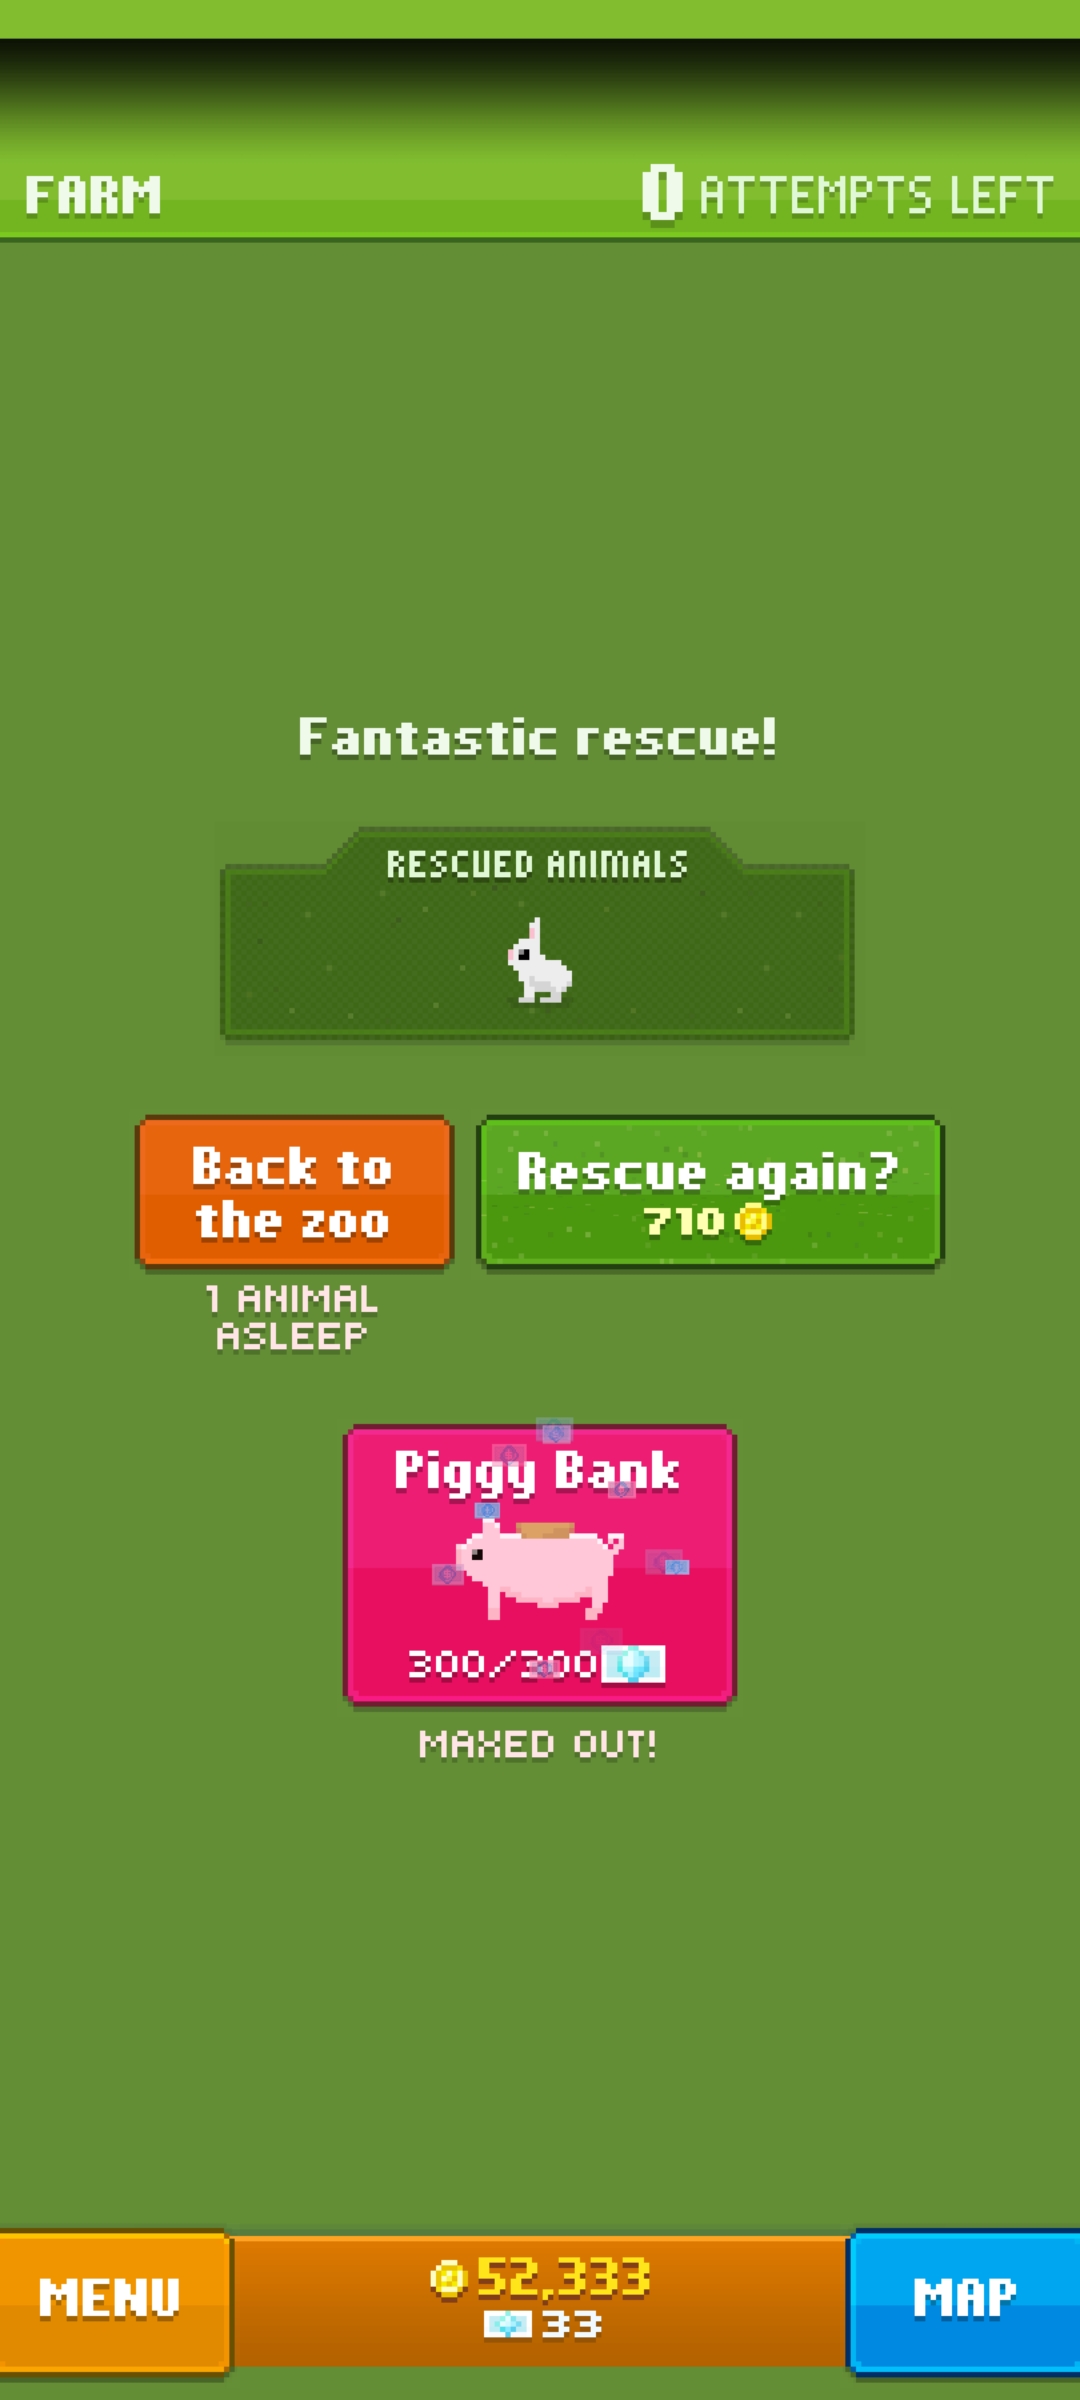 FARM
0 ATTEMPTS LEFT
Fantastic rescue!
RESCUED ANIMALS
Back to
the zoo
Rescue again?
710
1 ANIMAL
ASLEEP
Piggy Bank
300/300
MAXED OUT!
MENU
52,333
33
MAP